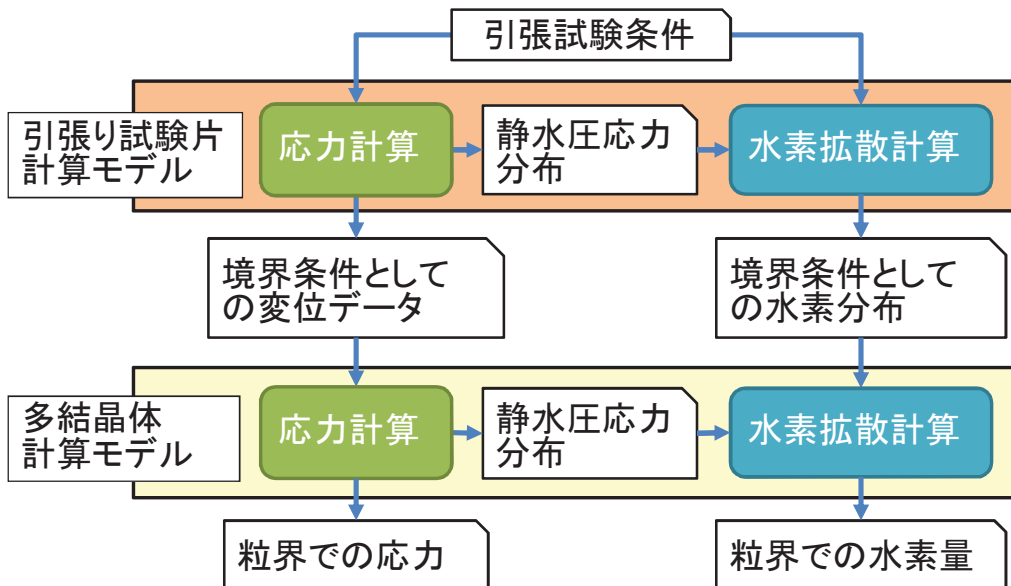 引張試験条件
引張り試験片
計算モデル
応力計算
静水圧応力
分布
水素拡散計算
境界条件として
の変位データ
境界条件として
の水素分布
多結晶体
計算モデル
応力計算
静水圧応力
分布
水素拡散計算
粒界での応力
粒界での水素量